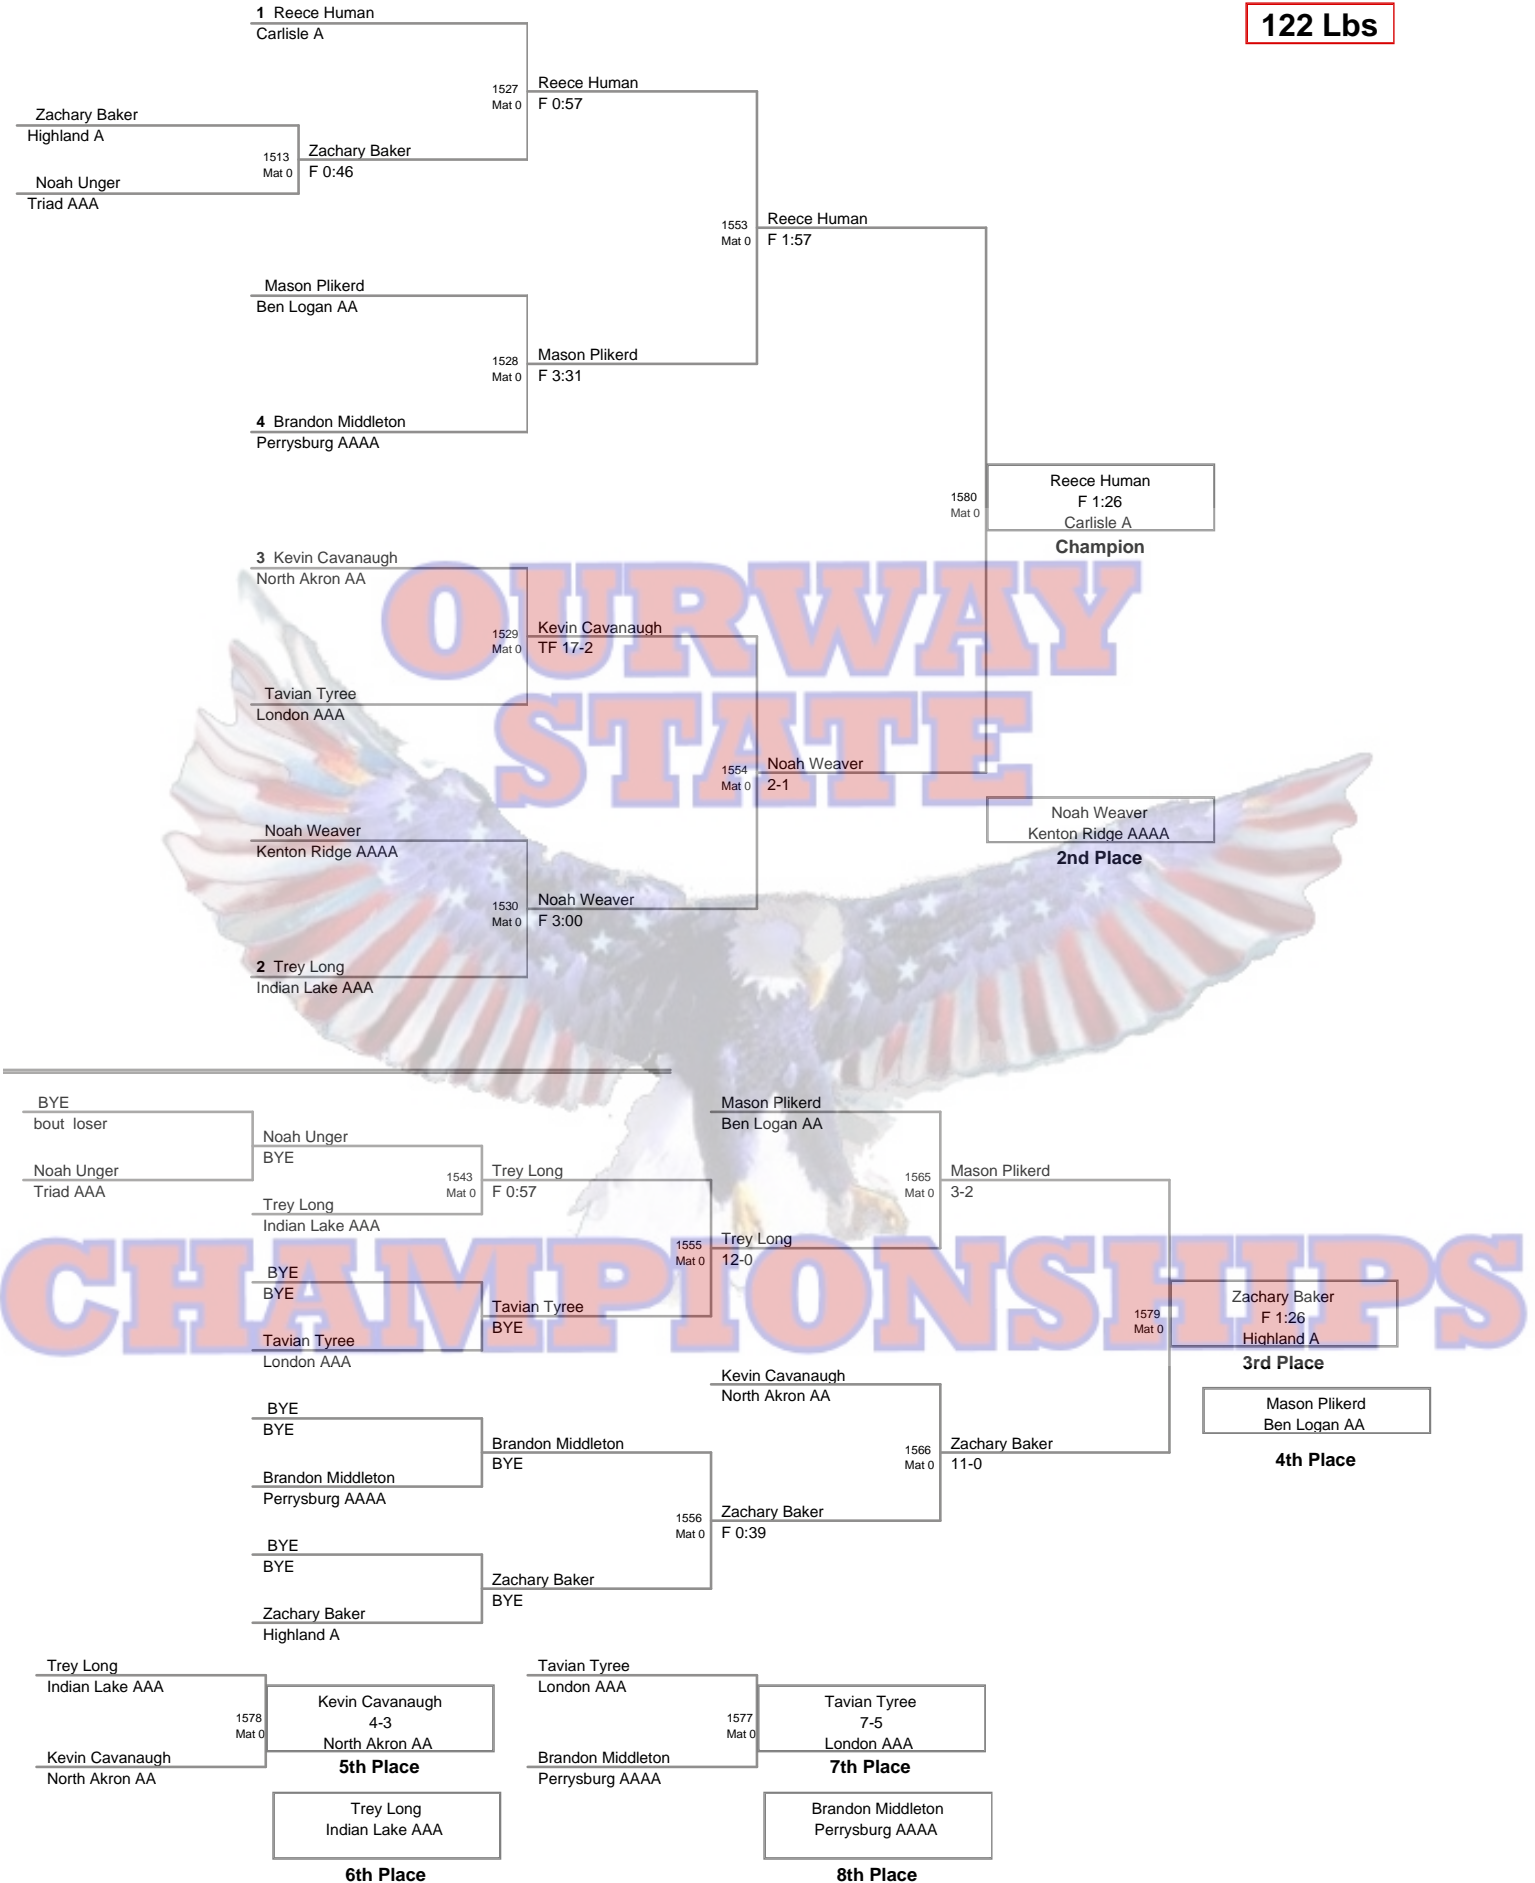 122 Lbs
1 Reece Human
Carlisle A
1527
Mat 0
Reece Human
F 0:57
Zachary Baker
Highland A
1513
Mat 0
Zachary Baker
F 0:46
Noah Unger
Triad AAA
1553
Mat 0
Reece Human
F 1:57
Mason Plikerd
Ben Logan AA
1528
Mat 0
Mason Plikerd
F 3:31
4 Brandon Middleton
Perrysburg AAAA
1580
Mat 0
Reece Human
F 1:26
Carlisle A
Champion
3 Kevin Cavanaugh
North Akron AA
OURWAY
1529
Mat 0
Kevin Cavanaugh
TF 17-2
Tavian Tyree
London AAA
STATE
1554
Mat 0
Noah Weaver
2-1
Noah Weaver
Kenton Ridge AAAA
2nd Place
Noah Weaver
Kenton Ridge AAAA
1530
Mat 0
Noah Weaver
F 3:00
2 Trey Long
Indian Lake AAA
BYE
bout loser
Noah Unger
BYE
Noah Unger
Triad AAA
1543
Mat 0
Trey Long
F 0:57
Trey Long
Indian Lake AAA
Mason Plikerd
Ben Logan AA
1565
Mat 0
Mason Plikerd
3-2
1555
Mat 0
Trey Long
12-0
CHAMPIONSHIPS
BYE
BYE
Tavian Tyree
BYE
Tavian Tyree
London AAA
1579
Mat 0
Zachary Baker
F 1:26
Highland A
3rd Place
Kevin Cavanaugh
North Akron AA
Mason Plikerd
Ben Logan AA
4th Place
BYE
BYE
Brandon Middleton
BYE
Brandon Middleton
Perrysburg AAAA
1566
Mat 0
Zachary Baker
11-0
1556
Mat 0
Zachary Baker
F 0:39
BYE
BYE
Zachary Baker
BYE
Zachary Baker
Highland A
Trey Long
Indian Lake AAA
1578
Mat 0
Kevin Cavanaugh
4-3
North Akron AA
5th Place
Kevin Cavanaugh
North Akron AA
Trey Long
Indian Lake AAA
6th Place
Tavian Tyree
London AAA
1577
Mat 0
Tavian Tyree
7-5
London AAA
7th Place
Brandon Middleton
Perrysburg AAAA
Brandon Middleton
Perrysburg AAAA
8th Place